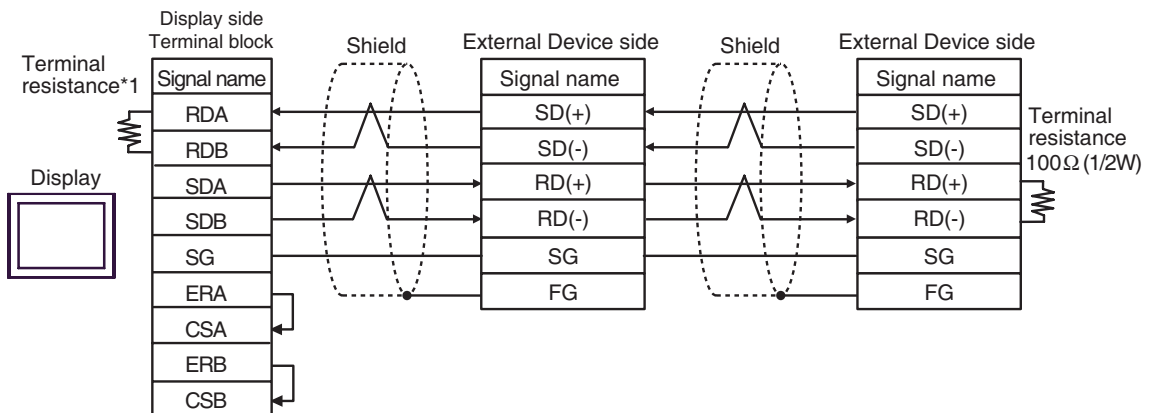 Display side
Terminal block
Shield
External Device side
Shield
External Device side
Terminal
resistance*1
Signal name
Signal name
Signal name
RDA
SD(+)
SD(+)
Terminal
resistance
100Ω (1/2W)
RDB
SD(-)
SD(-)
Display
SDA
RD(+)
RD(+)
SDB
RD(-)
RD(-)
SG
SG
SG
ERA
FG
FG
CSA
ERB
CSB